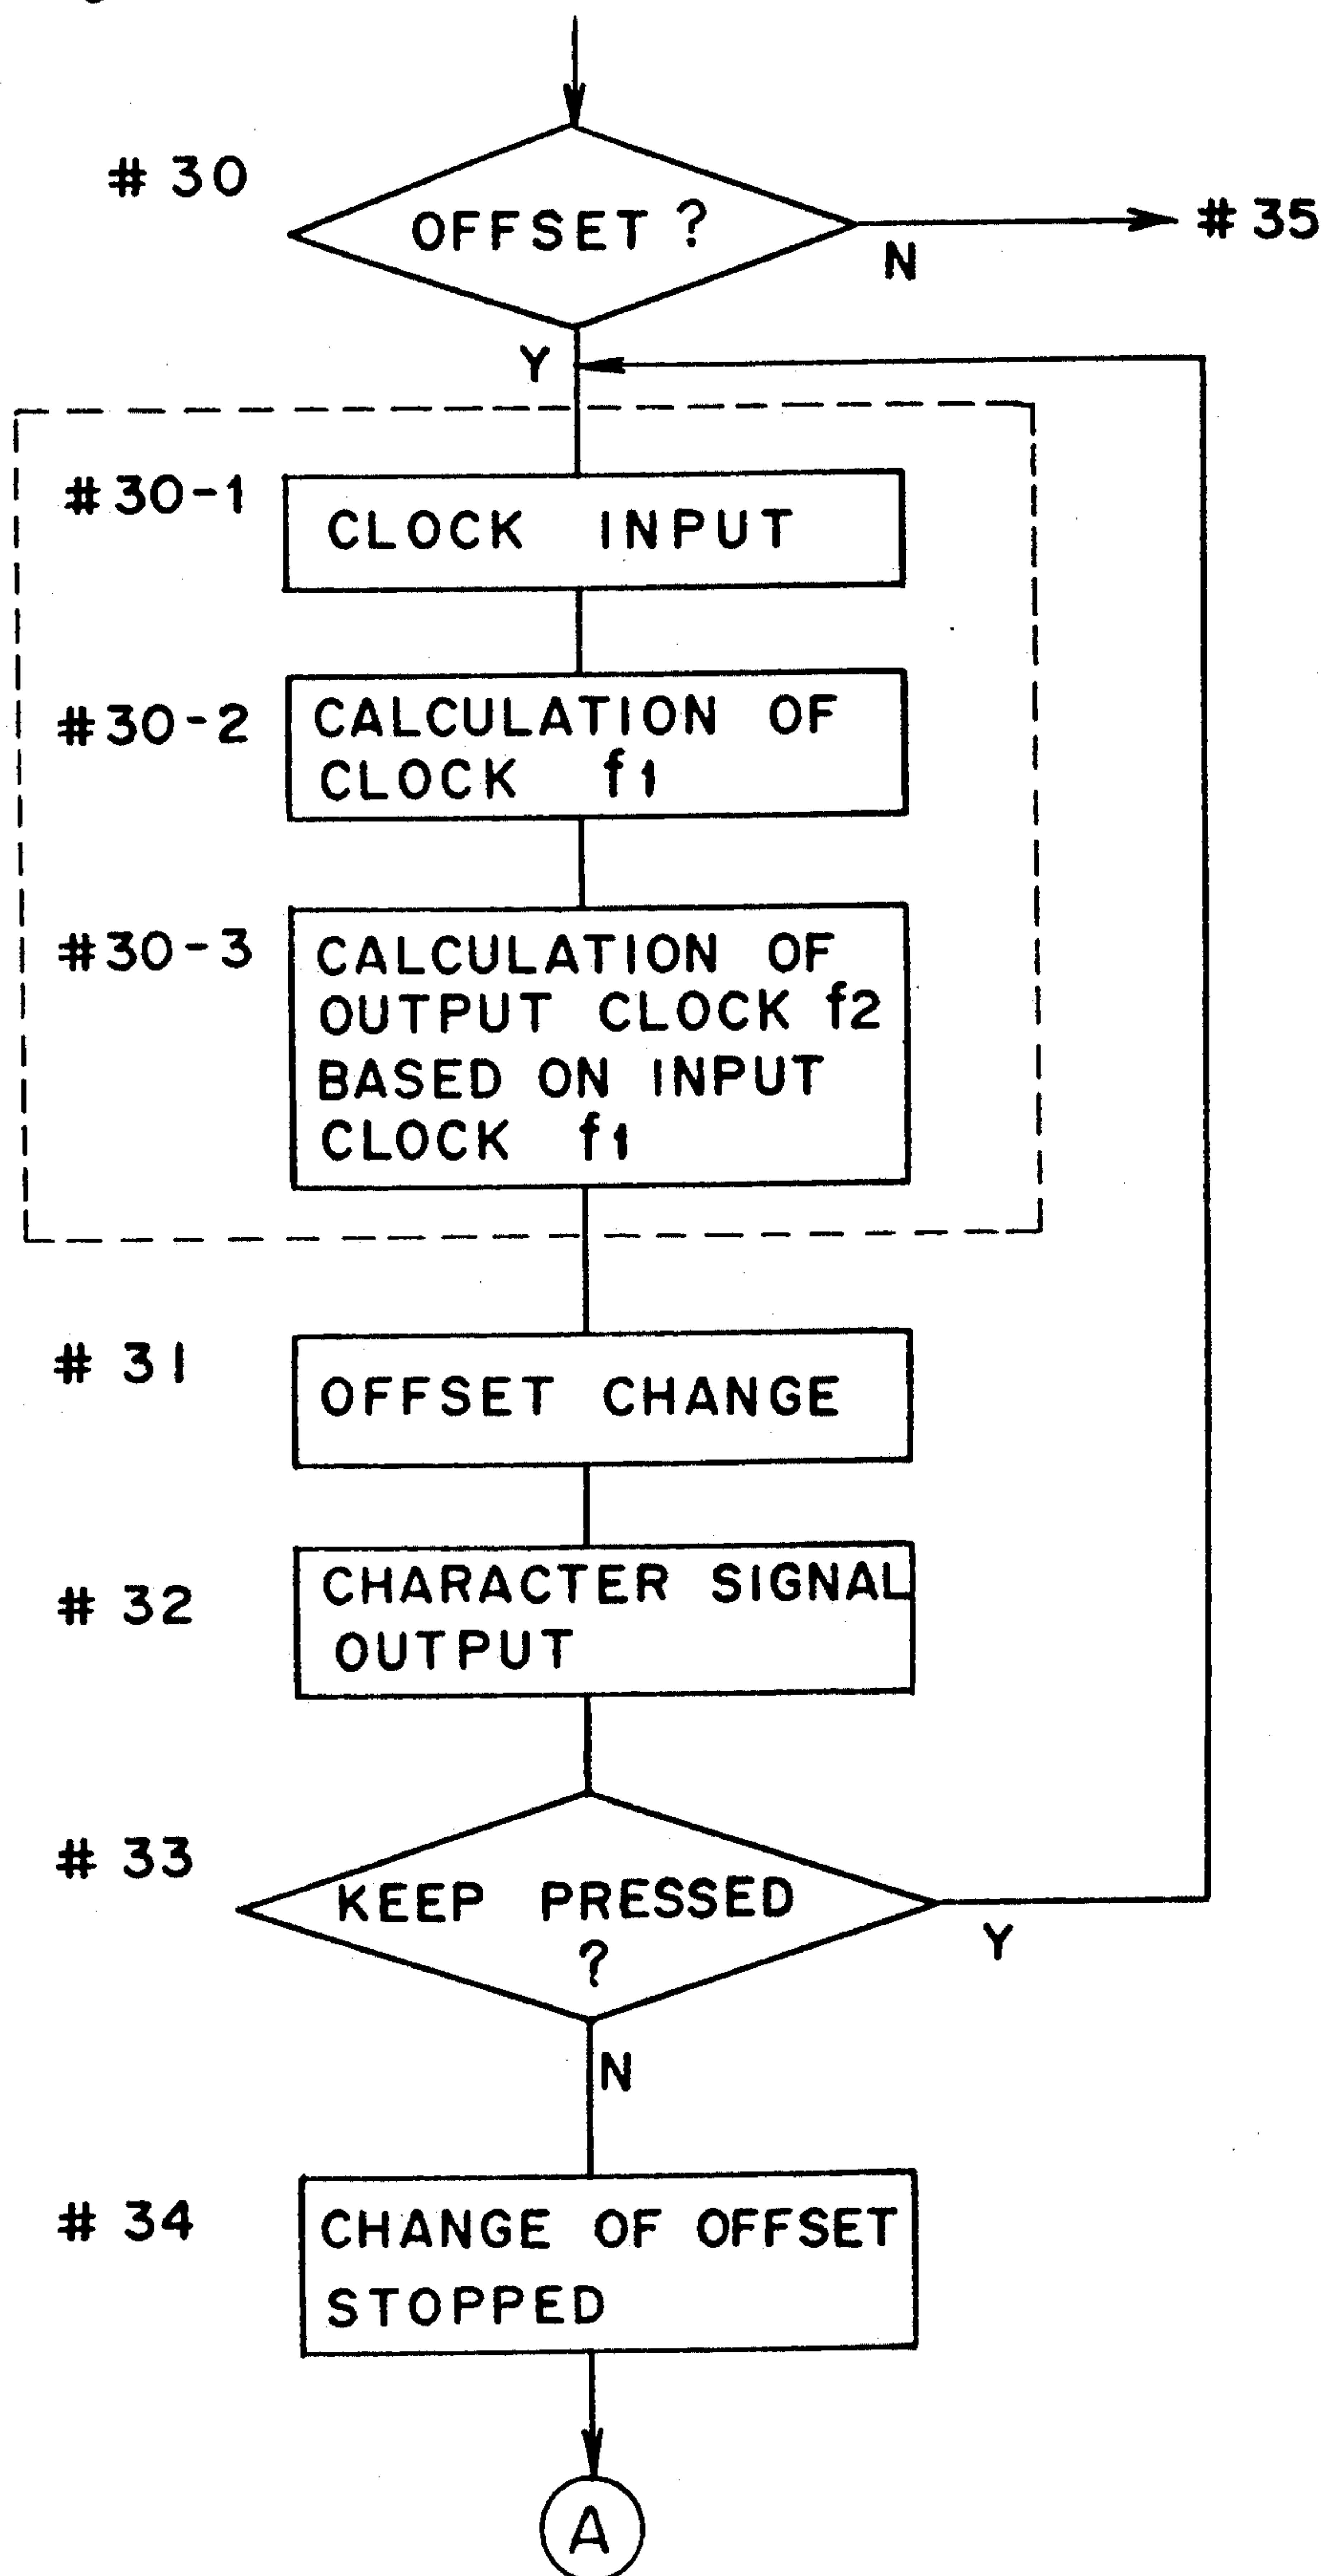 # 30
OFFSET ?
N
# 35
Y
#30-1
CLOCK INPUT
#30-2
CALCULATION OF
CLOCK f1
#30-3
CALCULATION OF
OUTPUT CLOCK f2
BASED ON INPUT
CLOCK f1
# 31
OFFSET CHANGE
# 32
CHARACTER SIGNAL
OUTPUT
# 33
KEEP PRESSED
?
Y
N
# 34
CHANGE OF OFFSET
STOPPED
A